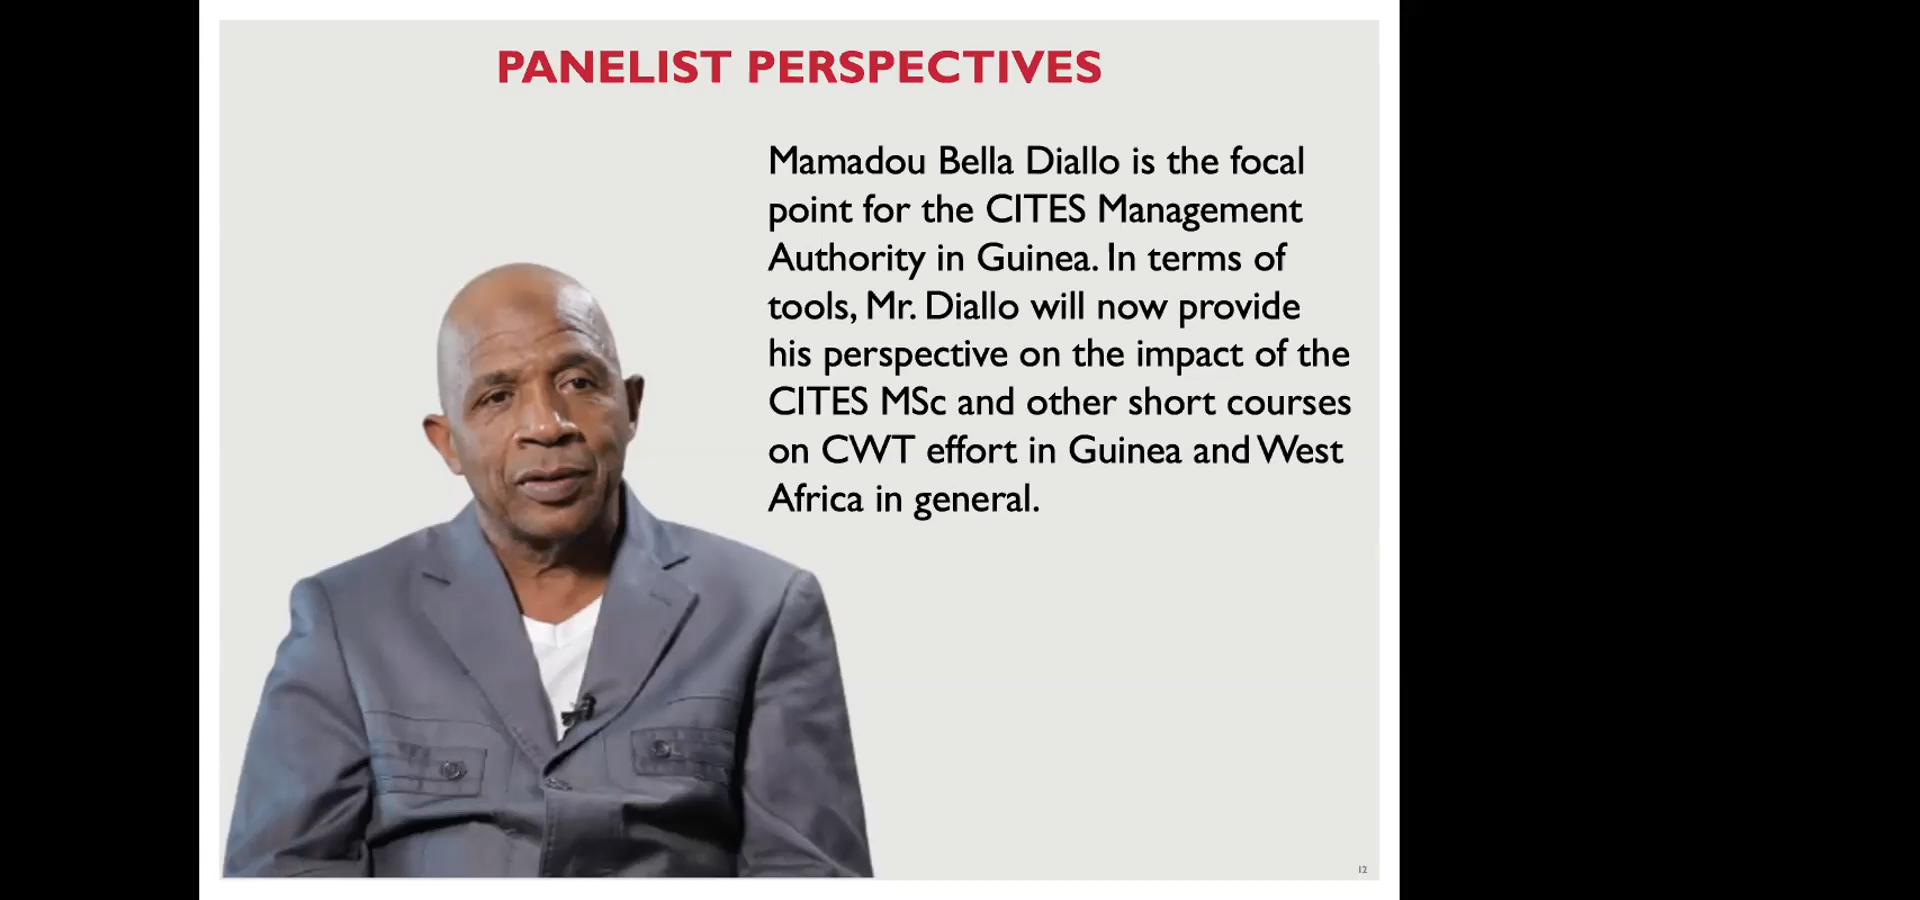 PANELIST PERSPECTIVES
Mamadou Bella Diallo is the focal
point for the CITES Management
Authority in Guinea. In terms of
tools, Mr. Diallo will now provide
his perspective on the impact of the
CITES MSc and other short courses
on CWT effort in Guinea and West
Africa in general.
12